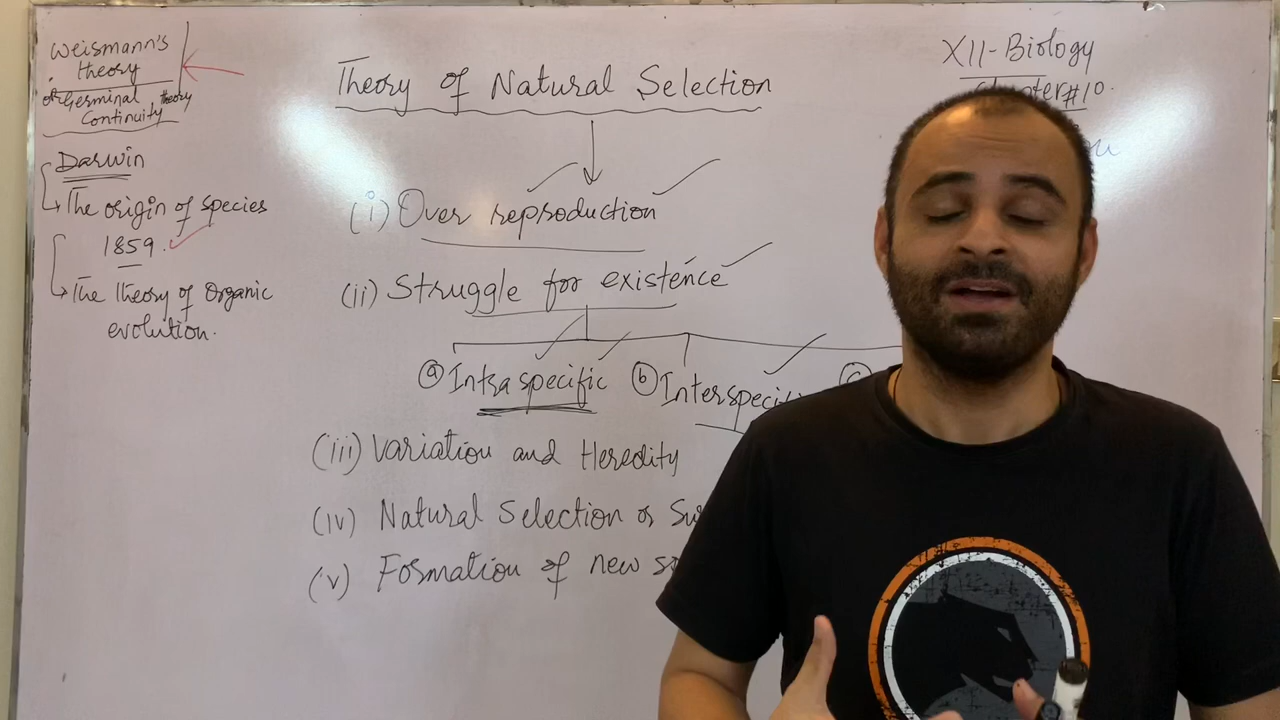 Weismann's
theory
or Germinal theory
Continuity
Darwin
The origin of species
1859.
The Theory of Organic
evolution.
Theory of Natural Selection
(i) Over reproduction
(ii) Struggle for existence
(a) Intraspecific (b) Interspecifi
(iii) Variation and Heredity
(iv) Natural Selection or Su
(v) Formation of new
XII-Biology
Chapter#10.